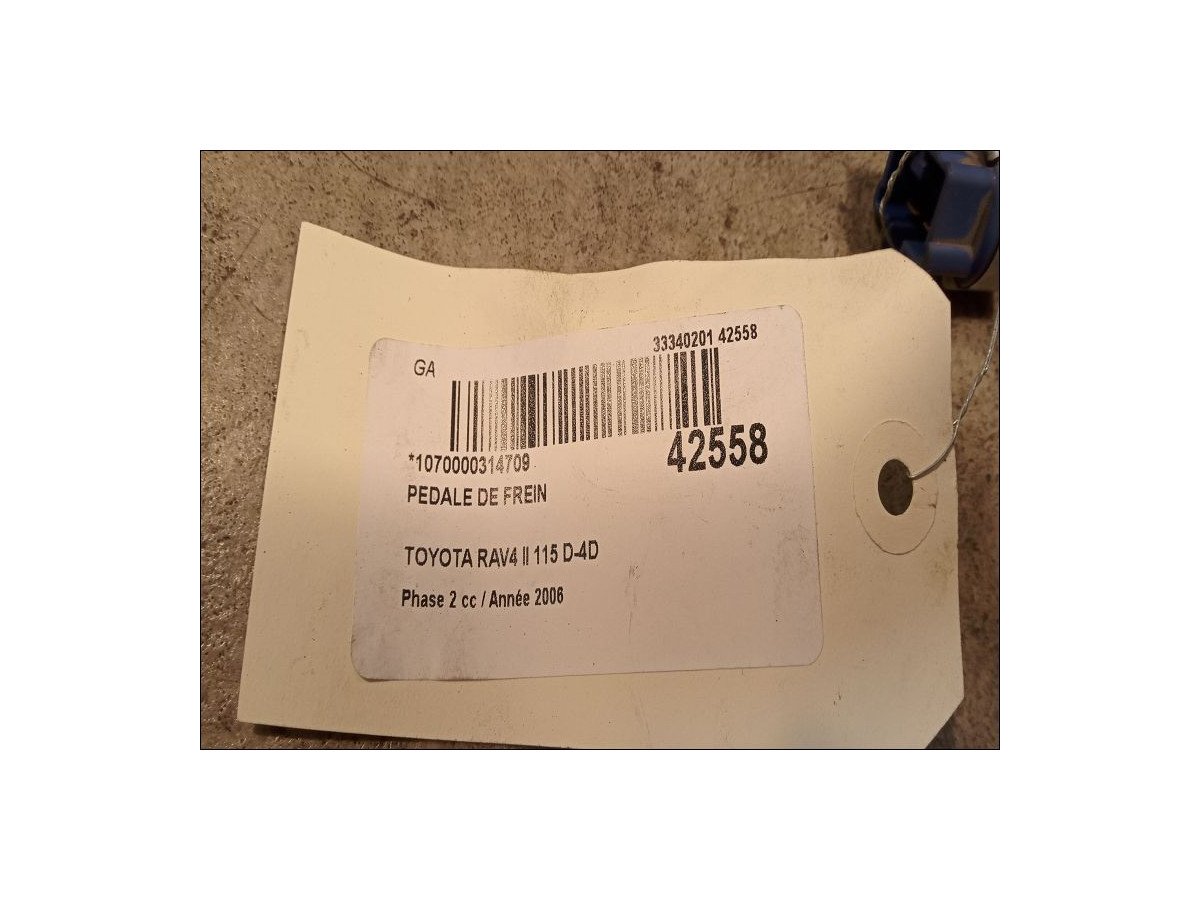 GA
33340201 42558
42558
*1070000314709
PEDALE DE FREIN
TOYOTA RAV4 II 115 D-4D
Phase 2 cc / Année 2006